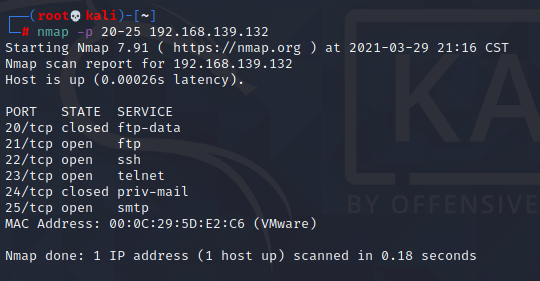 (root💀kali)-[~]
# nmap -p 20-25 192.168.139.132
Starting Nmap 7.91 ( https://nmap.org ) at 2021-03-29 21:16 CST
Nmap scan report for 192.168.139.132
Host is up (0.00026s latency).
PORT   STATE  SERVICE
20/tcp closed ftp-data
21/tcp open   ftp
22/tcp open   ssh
23/tcp open   telnet
24/tcp closed priv-mail
25/tcp open   smtp
MAC Address: 00:0C:29:5D:E2:C6 (VMware)
Nmap done: 1 IP address (1 host up) scanned in 0.18 seconds
KA
BY OFFENSIVE